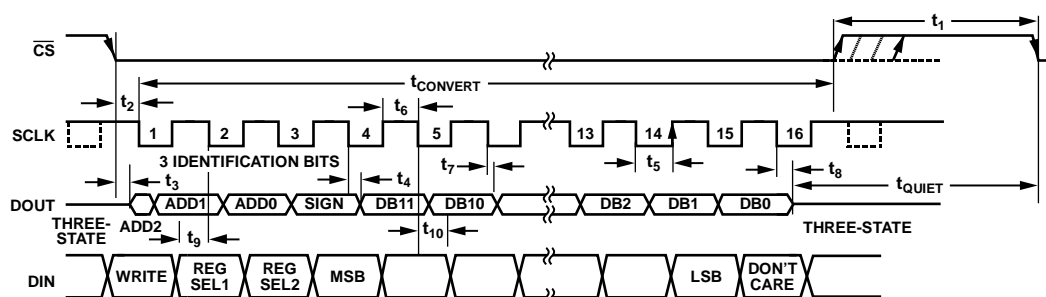 t1
CS
tCONVERT
t2
t6
SCLK
1 2 3 4 5 13 14 15 16
3 IDENTIFICATION BITS
t7
t5
t8
t3
t4
tQUIET
DOUT
ADD1 ADD0 SIGN DB11 DB10 DB2 DB1 DB0
THREE-
STATE
ADD2
THREE-STATE
t9
t10
DIN
WRITE
REG
SEL1
REG
SEL2
MSB
LSB
DON'T
CARE